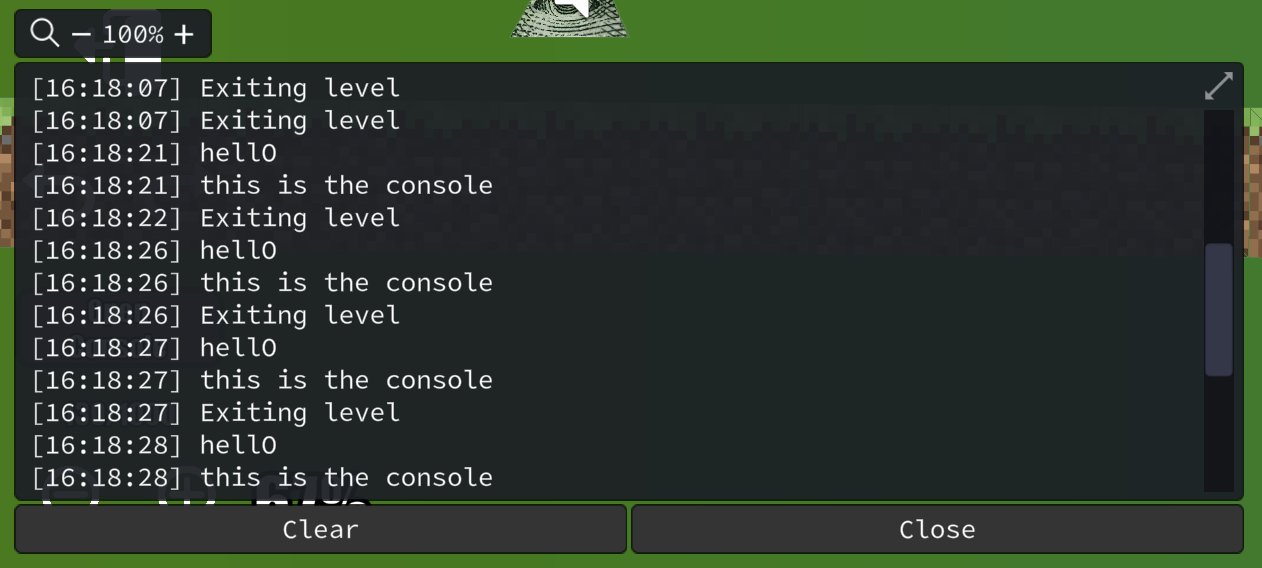 100%
[16:18:07] Exiting level
[16:18:07] Exiting level
[16:18:21] hellO
[16:18:21] this is the console
[16:18:22] Exiting level
[16:18:26] hellO
[16:18:26] this is the console
[16:18:26] Exiting level
[16:18:27] hellO
[16:18:27] this is the console
[16:18:27] Exiting level
[16:18:28] hellO
[16:18:28] this is the console
Clear
Close